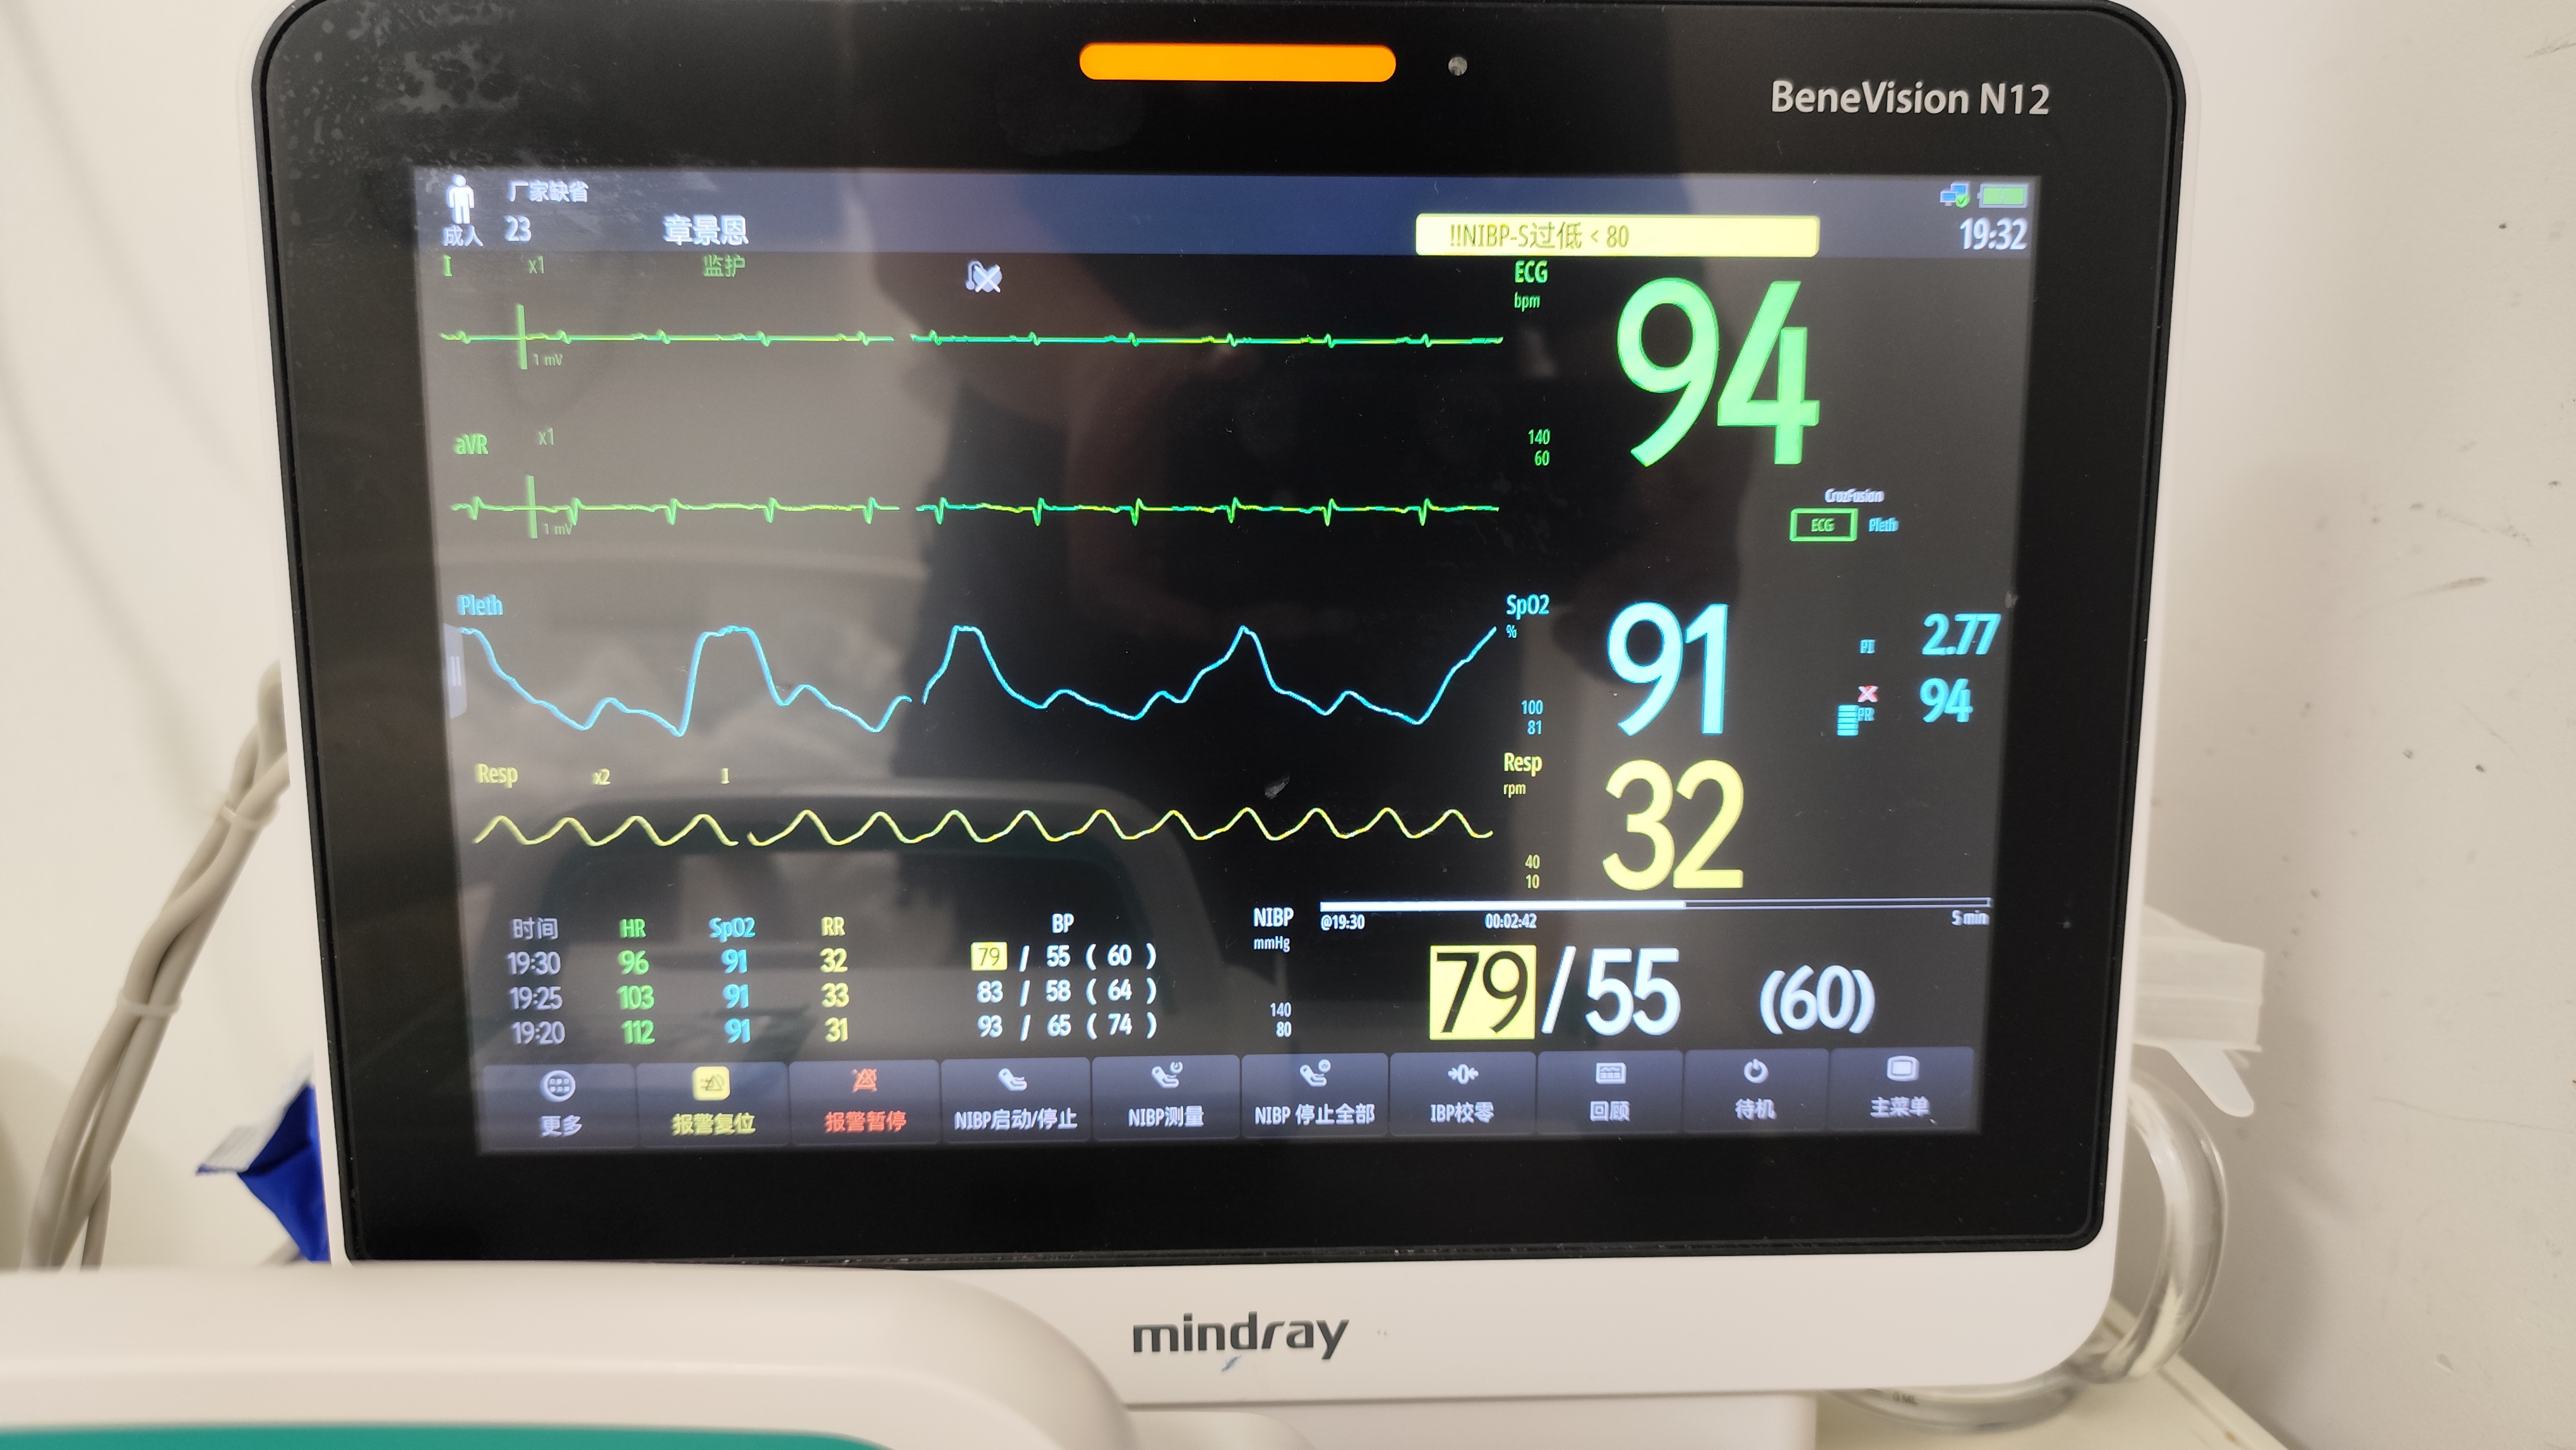 BeneVision N12
厂家缺省
成人 23 章景恩
!!NIBP-S过低 < 80
19:32
I x1 监护
1 mV
ECG
bpm
94
140
60
aVR x1
1 mV
CrozFusion
ECG Pleth
Pleth
SpO2
%
91
100
81
PI 2.77
PR 94
Resp x2 I
Resp
rpm
32
40
10
时间 HR SpO2 RR BP
19:30 96 91 32 79 / 55 ( 60 )
19:25 103 91 33 83 / 58 ( 64 )
19:20 112 91 31 93 / 65 ( 74 )
NIBP
mmHg
@19:30 00:02:42 5 min
140
80
79/55 (60)
更多 报警复位 报警暂停 NIBP启动/停止 NIBP测量 NIBP 停止全部 IBP校零 回顾 待机 主菜单
mindray